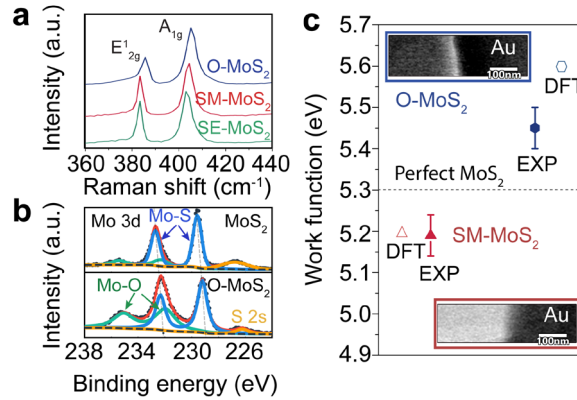 a
Intensity (a.u.)
E¹₂g
A₁g
O-MoS₂
SM-MoS₂
SE-MoS₂
360 380 400 420 440
Raman shift (cm⁻¹)
b
Intensity (a.u.)
Mo 3d
Mo-S
MoS₂
Mo-O
O-MoS₂
S 2s
238 234 230 226
Binding energy (eV)
c
Work function (eV)
5.7
5.6
5.5
5.4
5.3
5.2
5.1
5.0
4.9
Au
100nm
O-MoS₂
DFT
EXP
Perfect MoS₂
SM-MoS₂
DFT
EXP
Au
100nm